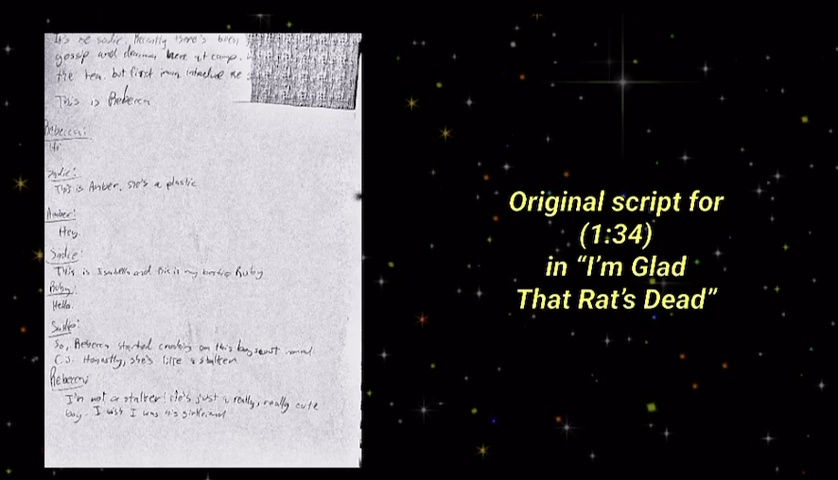 It's me sadie. Recently there's been
gossip and drama here at camp.
the tea. but first man introduce me
This is Rebecca
Rebecca:
Hi
Sadie:
This is Amber. she's a plastic
Amber:
Hey.
Sadie:
This is Isabella and this is my bestie Ruby
Ruby:
Hello.
Sadie:
So, Rebecca started crushing on this boy scout named
C.J. Honestly, she's like a stalker.
Rebecca:
I'm not a stalker! He's just a really, really cute
boy. I wish I was his girlfriend
Original script for
(1:34)
in “I'm Glad
That Rat's Dead”